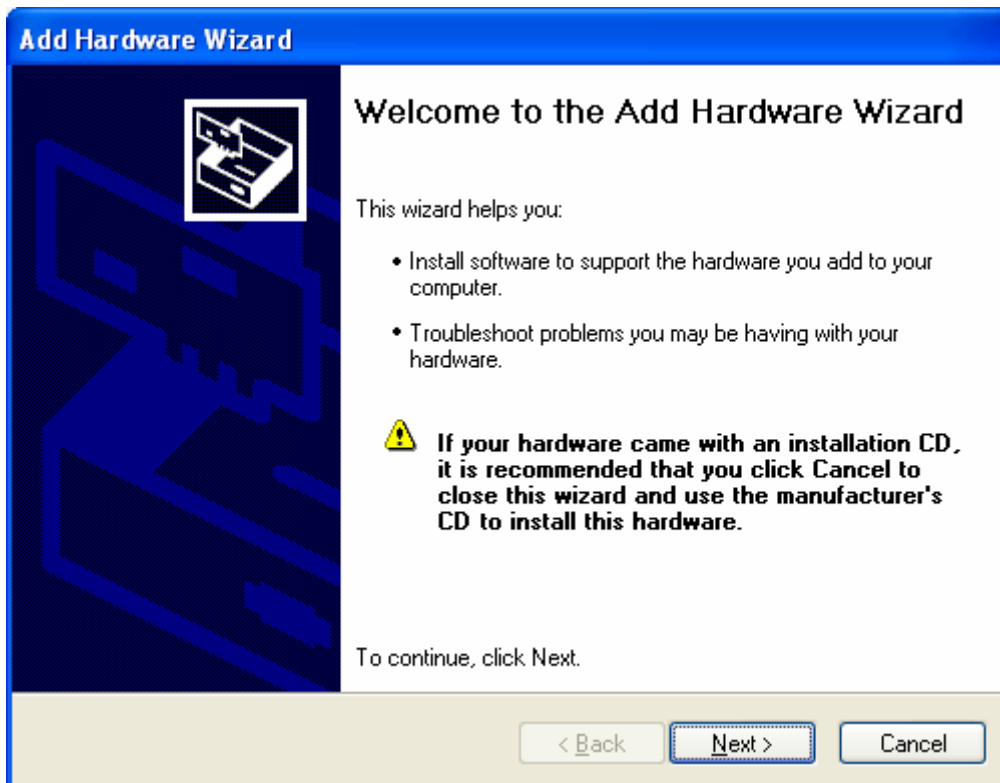 Add Hardware Wizard
Welcome to the Add Hardware Wizard
This wizard helps you:
• Install software to support the hardware you add to your
computer.
• Troubleshoot problems you may be having with your
hardware.
If your hardware came with an installation CD,
it is recommended that you click Cancel to
close this wizard and use the manufacturer's
CD to install this hardware.
To continue, click Next.
< Back Next > Cancel